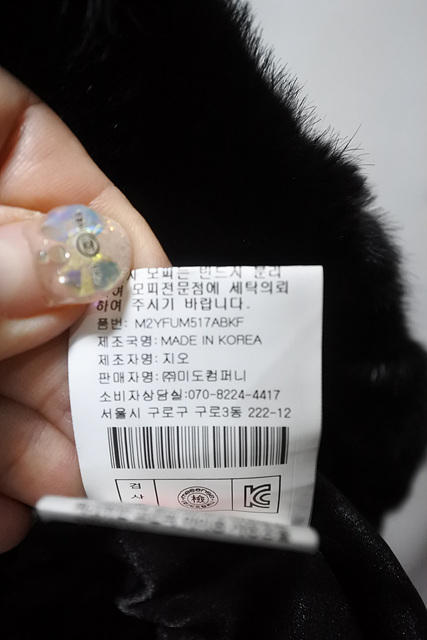 모피는 반드시 분리
하여 모피전문점에 세탁의뢰
하여 주시기 바랍니다.
품번: M2YFUM517ABKF
제조국명: MADE IN KOREA
제조자명: 지오
판매자명: ㈜미도컴퍼니
소비자상담실:070-8224-4417
서울시 구로구 구로3동 222-12
검사
檢
KC